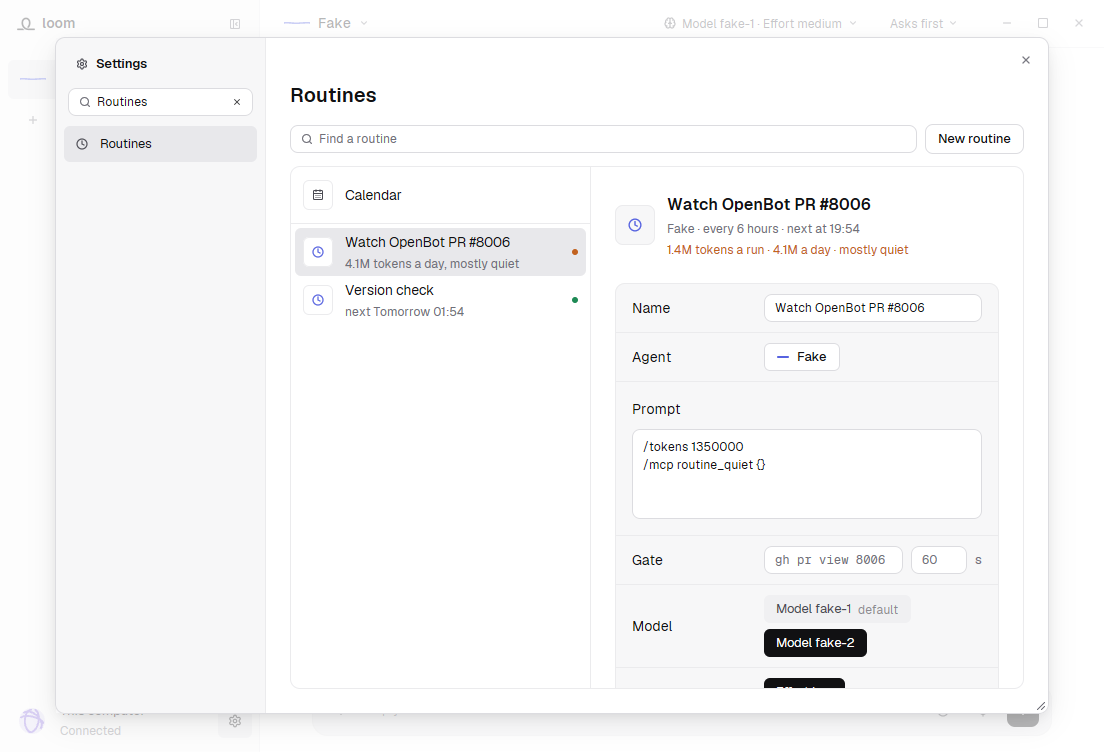 loom
Fake
Model fake-1 · Effort medium
Asks first
Settings
Routines
Routines
Routines
Find a routine
New routine
Calendar
Watch OpenBot PR #8006
4.1M tokens a day, mostly quiet
Version check
next Tomorrow 01:54
Watch OpenBot PR #8006
Fake · every 6 hours · next at 19:54
1.4M tokens a run · 4.1M a day · mostly quiet
Name
Watch OpenBot PR #8006
Agent
Fake
Prompt
/tokens 1350000
/mcp routine_quiet {}
Gate
gh pr view 8006
60
s
Model
Model fake-1 default
Model fake-2
Connected